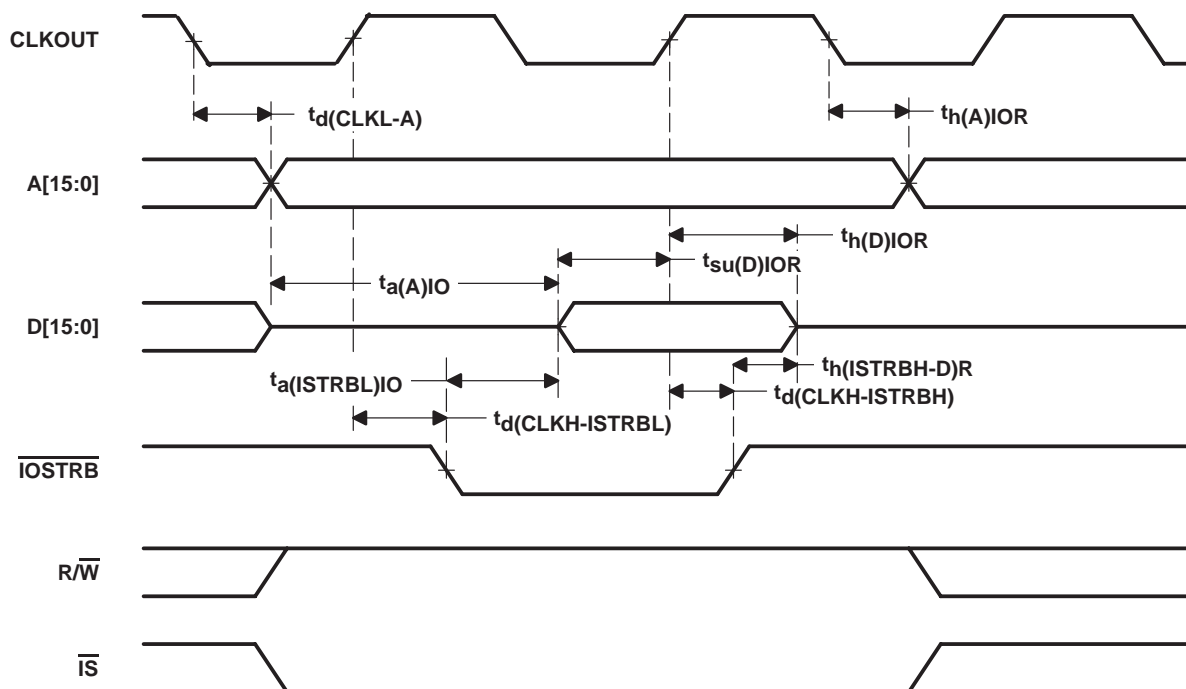 CLKOUT
td(CLKL-A)
th(A)IOR
A[15:0]
th(D)IOR
tsu(D)IOR
ta(A)IO
D[15:0]
th(ISTRBH-D)R
ta(ISTRBL)IO
td(CLKH-ISTRBH)
td(CLKH-ISTRBL)
IOSTRB
R/W
IS